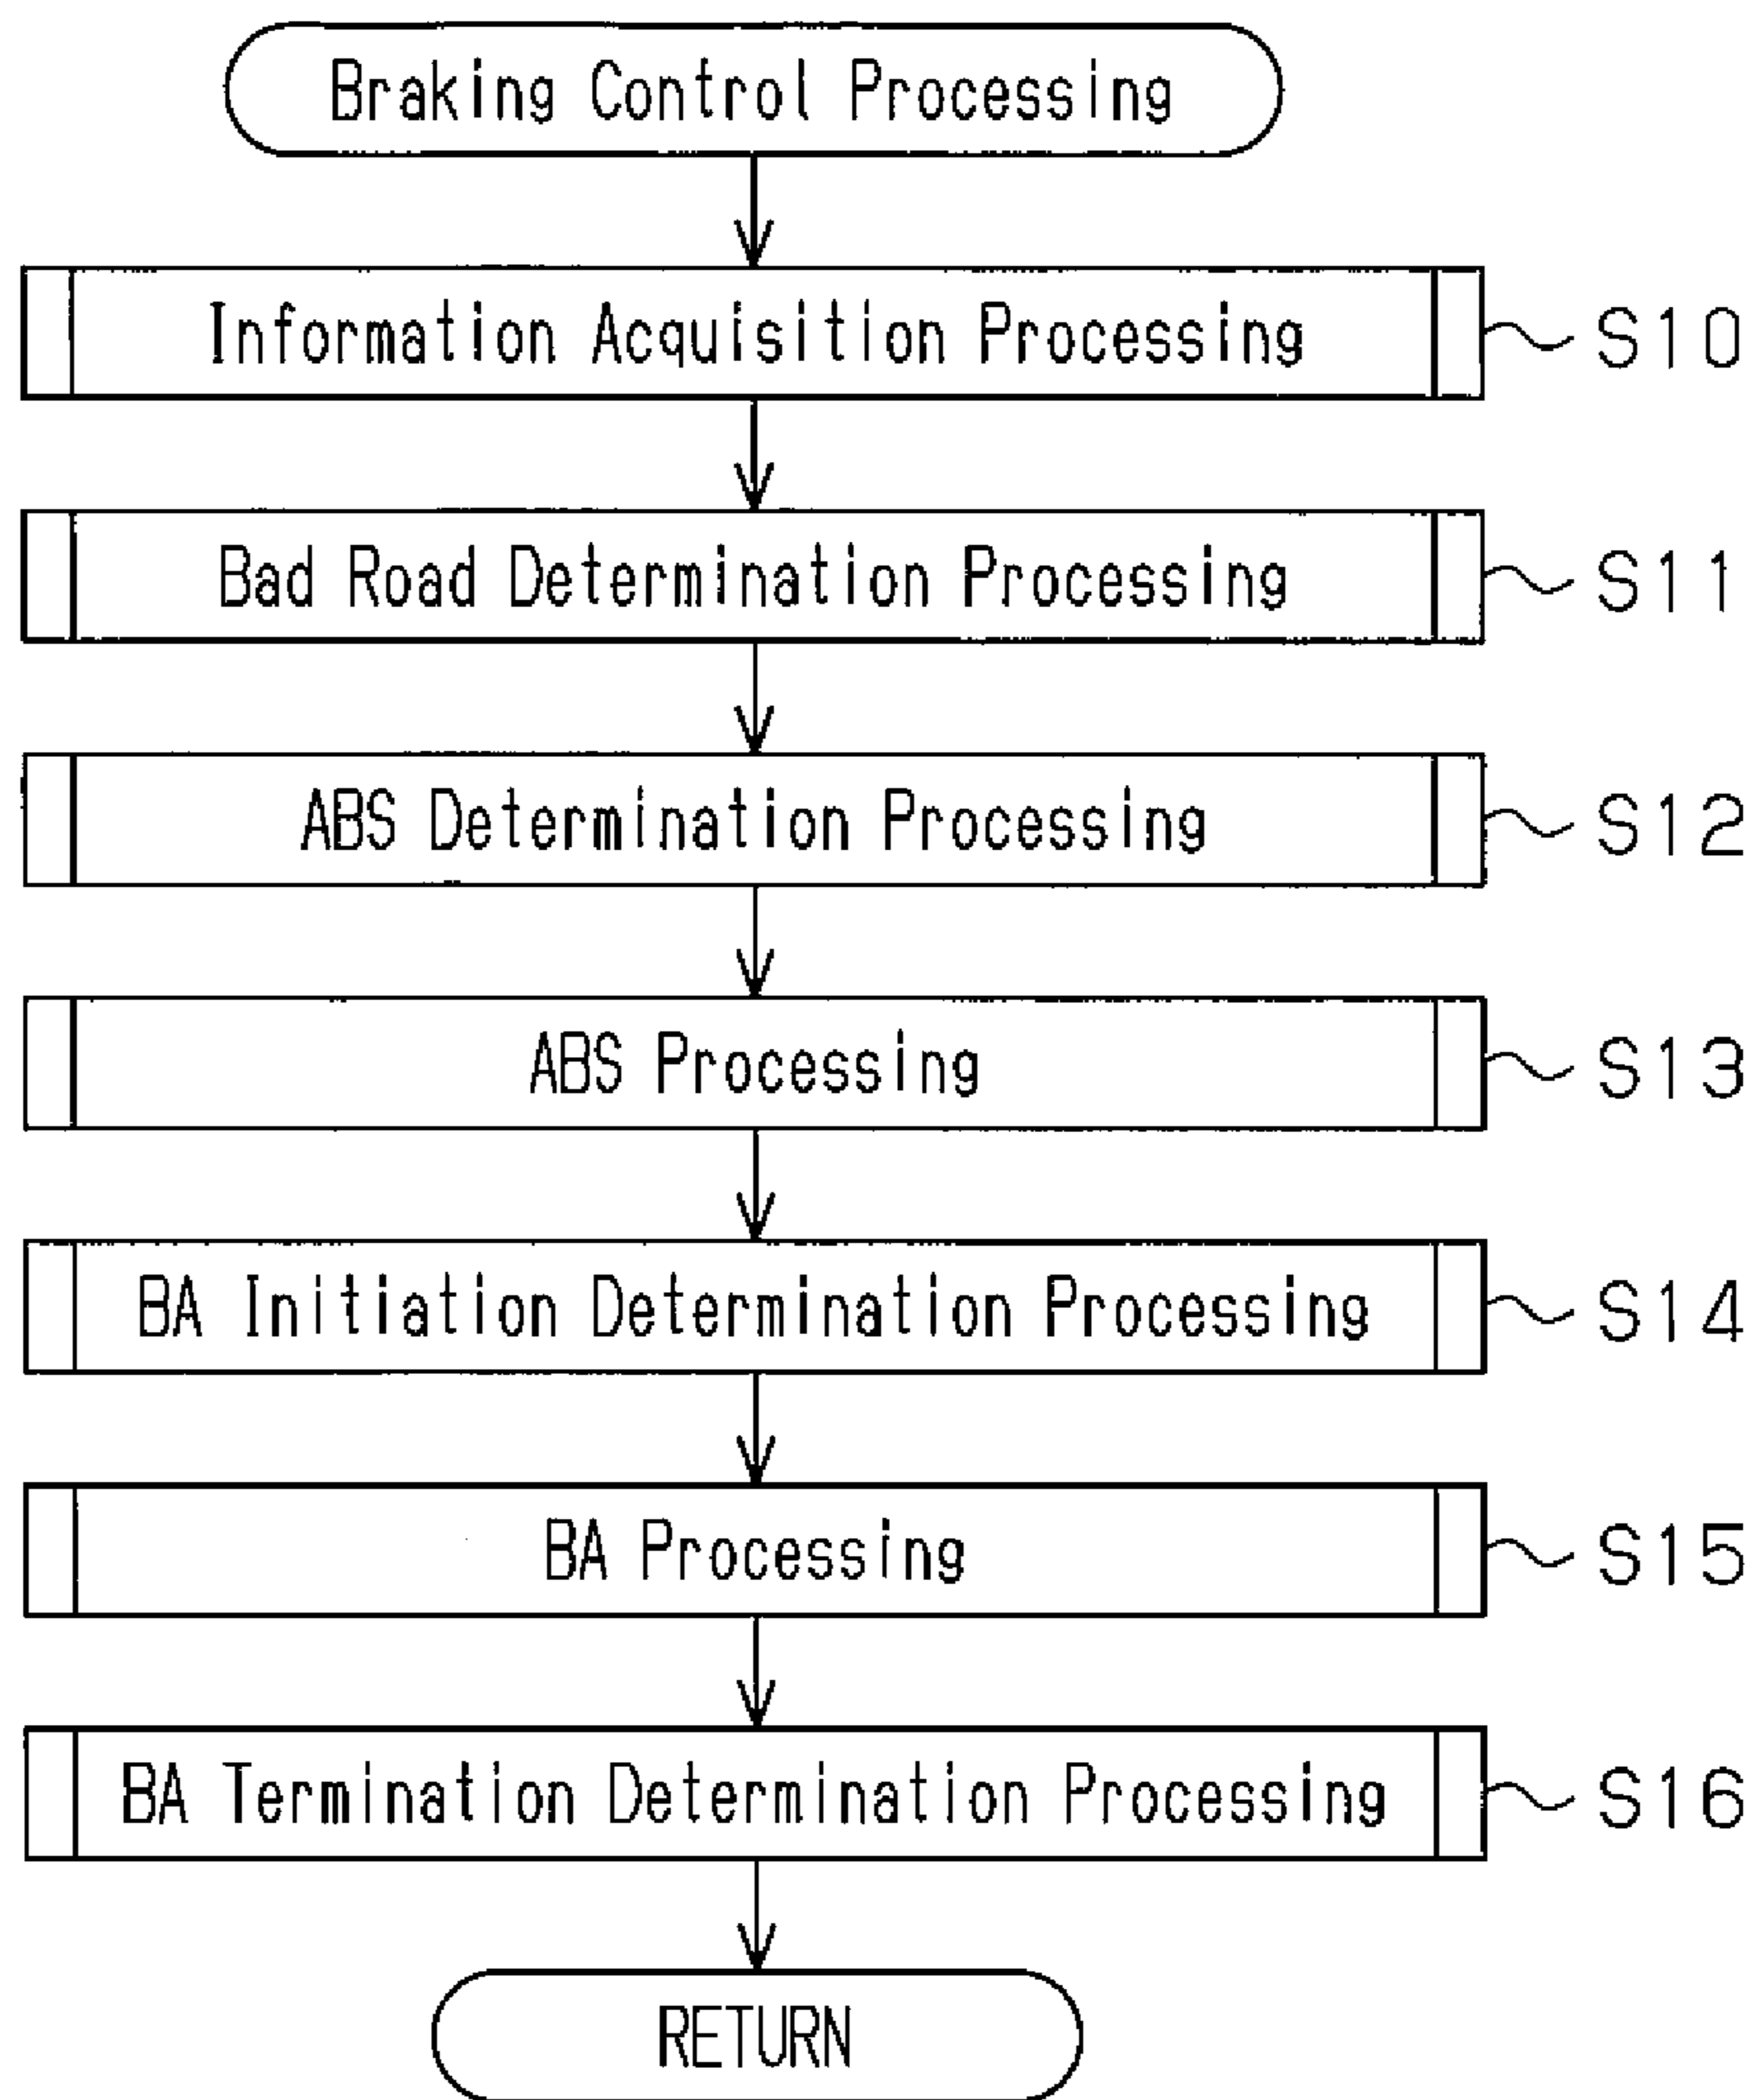 Braking Control Processing
Information Acquisition Processing S10
Bad Road Determination Processing S11
ABS Determination Processing S12
ABS Processing S13
BA Initiation Determination Processing S14
BA Processing S15
BA Termination Determination Processing S16
RETURN